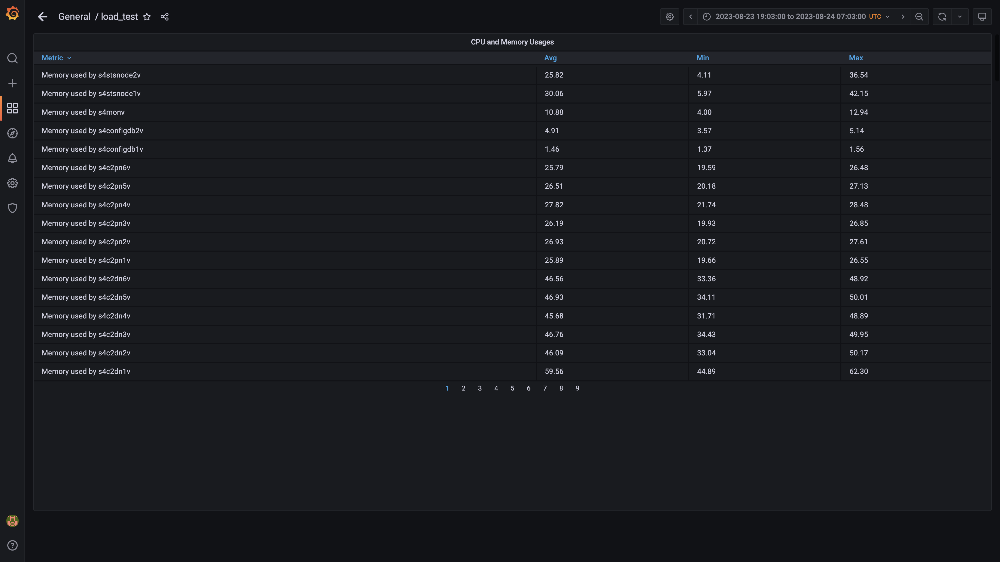 General / load_test
2023-08-23 19:03:00 to 2023-08-24 07:03:00 UTC
CPU and Memory Usages
Metric Avg Min Max
Memory used by s4stsnode2v 25.82 4.11 36.54
Memory used by s4stsnode1v 30.06 5.97 42.15
Memory used by s4monv 10.88 4.00 12.94
Memory used by s4configdb2v 4.91 3.57 5.14
Memory used by s4configdb1v 1.46 1.37 1.56
Memory used by s4c2pn6v 25.79 19.59 26.48
Memory used by s4c2pn5v 26.51 20.18 27.13
Memory used by s4c2pn4v 27.82 21.74 28.48
Memory used by s4c2pn3v 26.19 19.93 26.85
Memory used by s4c2pn2v 26.93 20.72 27.61
Memory used by s4c2pn1v 25.89 19.66 26.55
Memory used by s4c2dn6v 46.56 33.36 48.92
Memory used by s4c2dn5v 46.93 34.11 50.01
Memory used by s4c2dn4v 45.68 31.71 48.89
Memory used by s4c2dn3v 46.76 34.43 49.95
Memory used by s4c2dn2v 46.09 33.04 50.17
Memory used by s4c2dn1v 59.56 44.89 62.30
1 2 3 4 5 6 7 8 9